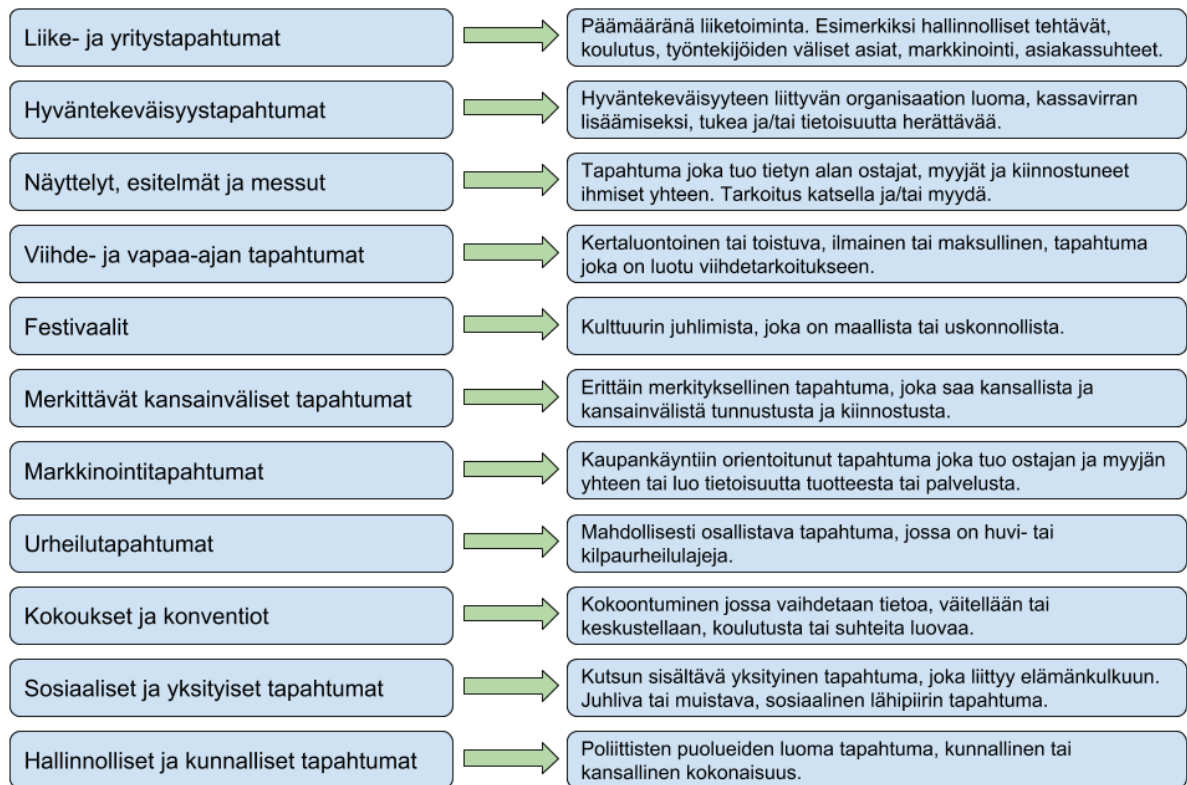 Liike- ja yritystapahtumat
Päämääränä liiketoiminta. Esimerkiksi hallinnolliset tehtävät,
koulutus, työntekijöiden väliset asiat, markkinointi, asiakassuhteet.
Hyväntekeväisyystapahtumat
Hyväntekeväisyyteen liittyvän organisaation luoma, kassavirran
lisäämiseksi, tukea ja/tai tietoisuutta herättävää.
Näyttelyt, esitelmät ja messut
Tapahtuma joka tuo tietyn alan ostajat, myyjät ja kiinnostuneet
ihmiset yhteen. Tarkoitus katsella ja/tai myydä.
Viihde- ja vapaa-ajan tapahtumat
Kertaluontoinen tai toistuva, ilmainen tai maksullinen, tapahtuma
joka on luotu viihdetarkoitukseen.
Festivaalit
Kulttuurin juhlimista, joka on maallista tai uskonnollista.
Merkittävät kansainväliset tapahtumat
Erittäin merkityksellinen tapahtuma, joka saa kansallista ja
kansainvälistä tunnustusta ja kiinnostusta.
Markkinointitapahtumat
Kaupankäyntiin orientoitunut tapahtuma joka tuo ostajan ja myyjän
yhteen tai luo tietoisuutta tuotteesta tai palvelusta.
Urheilutapahtumat
Mahdollisesti osallistava tapahtuma, jossa on huvi- tai
kilpaurheilulajeja.
Kokoukset ja konventiot
Kokoontuminen jossa vaihdetaan tietoa, väitellään tai
keskustellaan, koulutusta tai suhteita luovaa.
Sosiaaliset ja yksityiset tapahtumat
Kutsun sisältävä yksityinen tapahtuma, joka liittyy elämänkulkuun.
Juhliva tai muistava, sosiaalinen lähipiirin tapahtuma.
Hallinnolliset ja kunnalliset tapahtumat
Poliittisten puolueiden luoma tapahtuma, kunnallinen tai
kansallinen kokonaisuus.